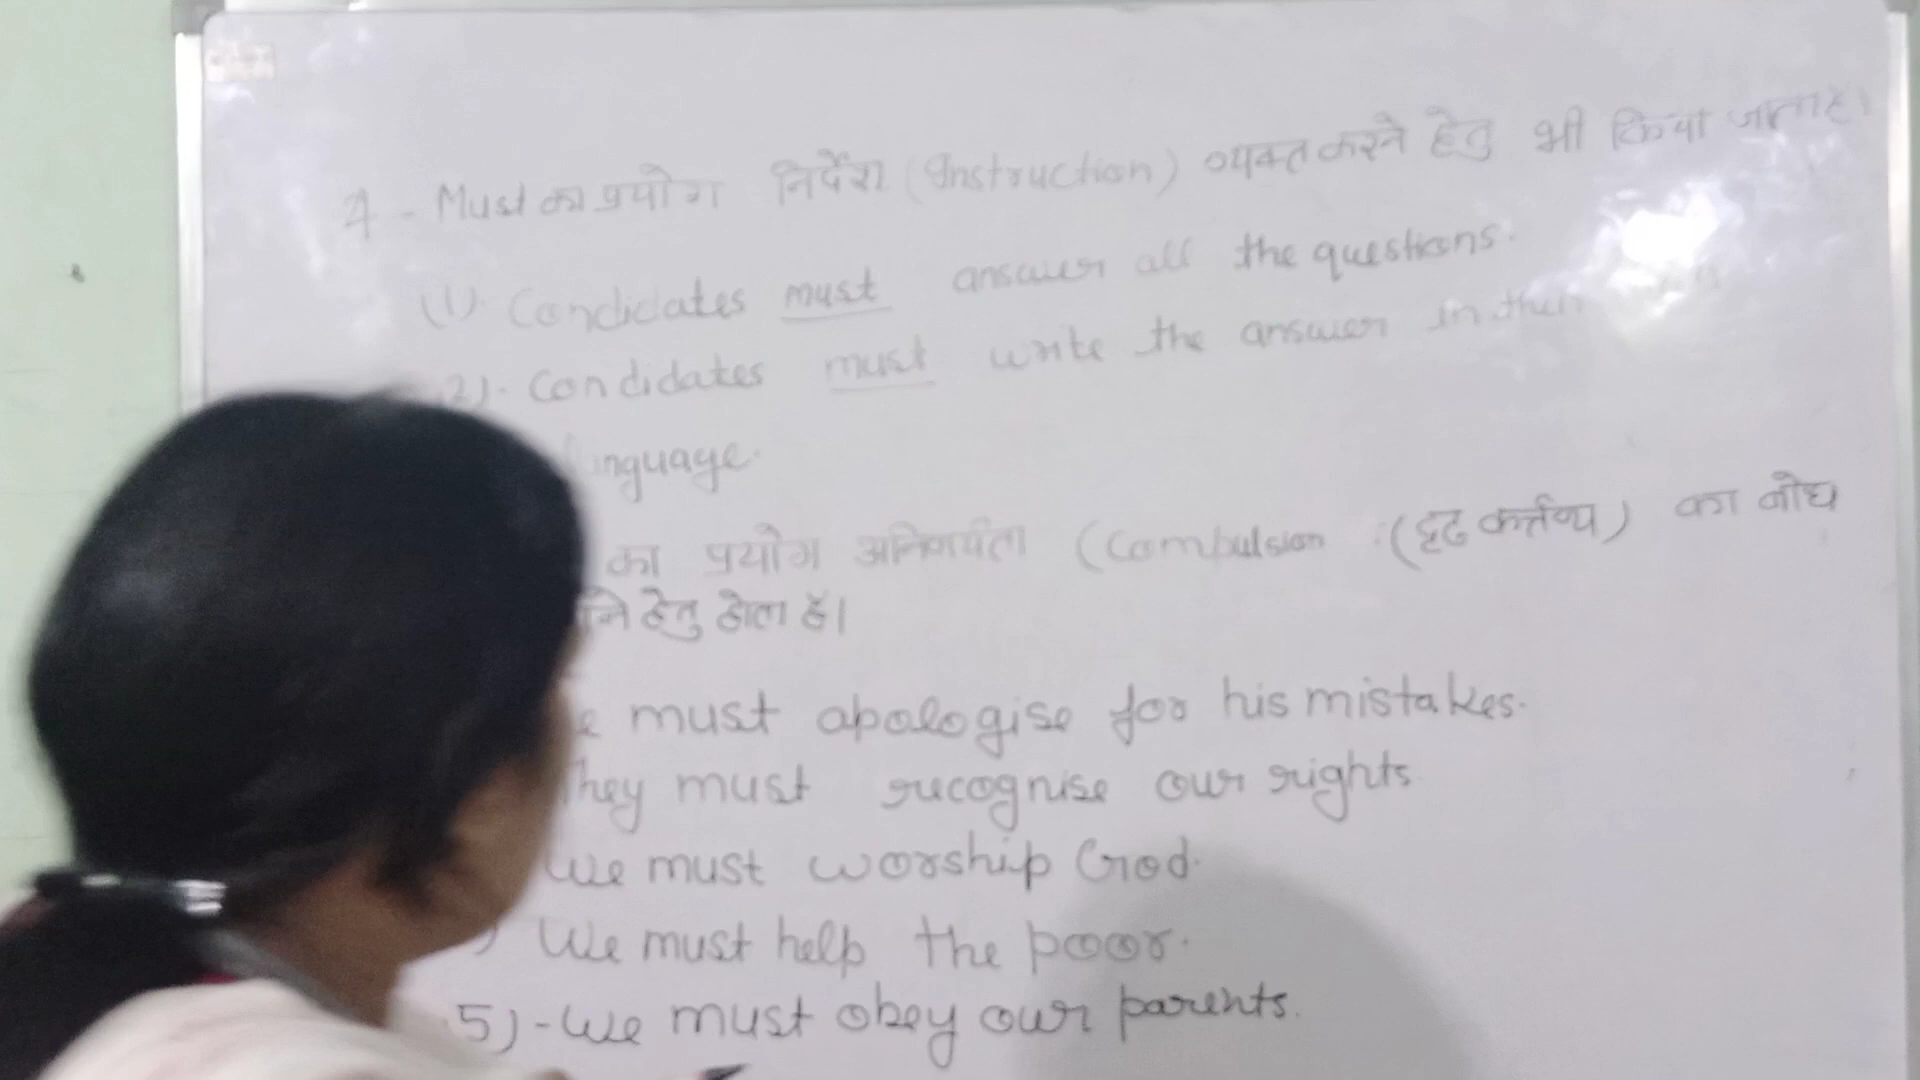 4 - Must का प्रयोग निर्देश (Instruction) व्यक्त करने हेतु भी किया जाता है।
(1). Candidates must answer all the questions.
2). Candidates must write the answer in their
language.
का प्रयोग अनिवार्यता (Compulsion : (दृढ कर्त्तव्य) का बोध
हेतु होता है।
must apologise for his mistakes.
They must recognise our rights
We must worship God.
) We must help the poor.
5) - We must obey our parents.